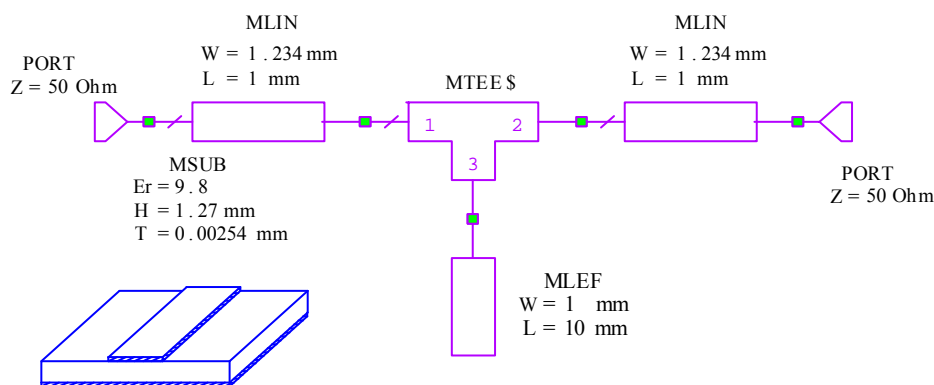 MLIN
W = 1.234 mm
L = 1 mm
PORT
Z = 50 Ohm
MTEE$
1
2
3
MLIN
W = 1.234 mm
L = 1 mm
PORT
Z = 50 Ohm
MSUB
Er = 9.8
H = 1.27 mm
T = 0.00254 mm
MLEF
W = 1 mm
L = 10 mm